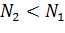 N₂ < N₁